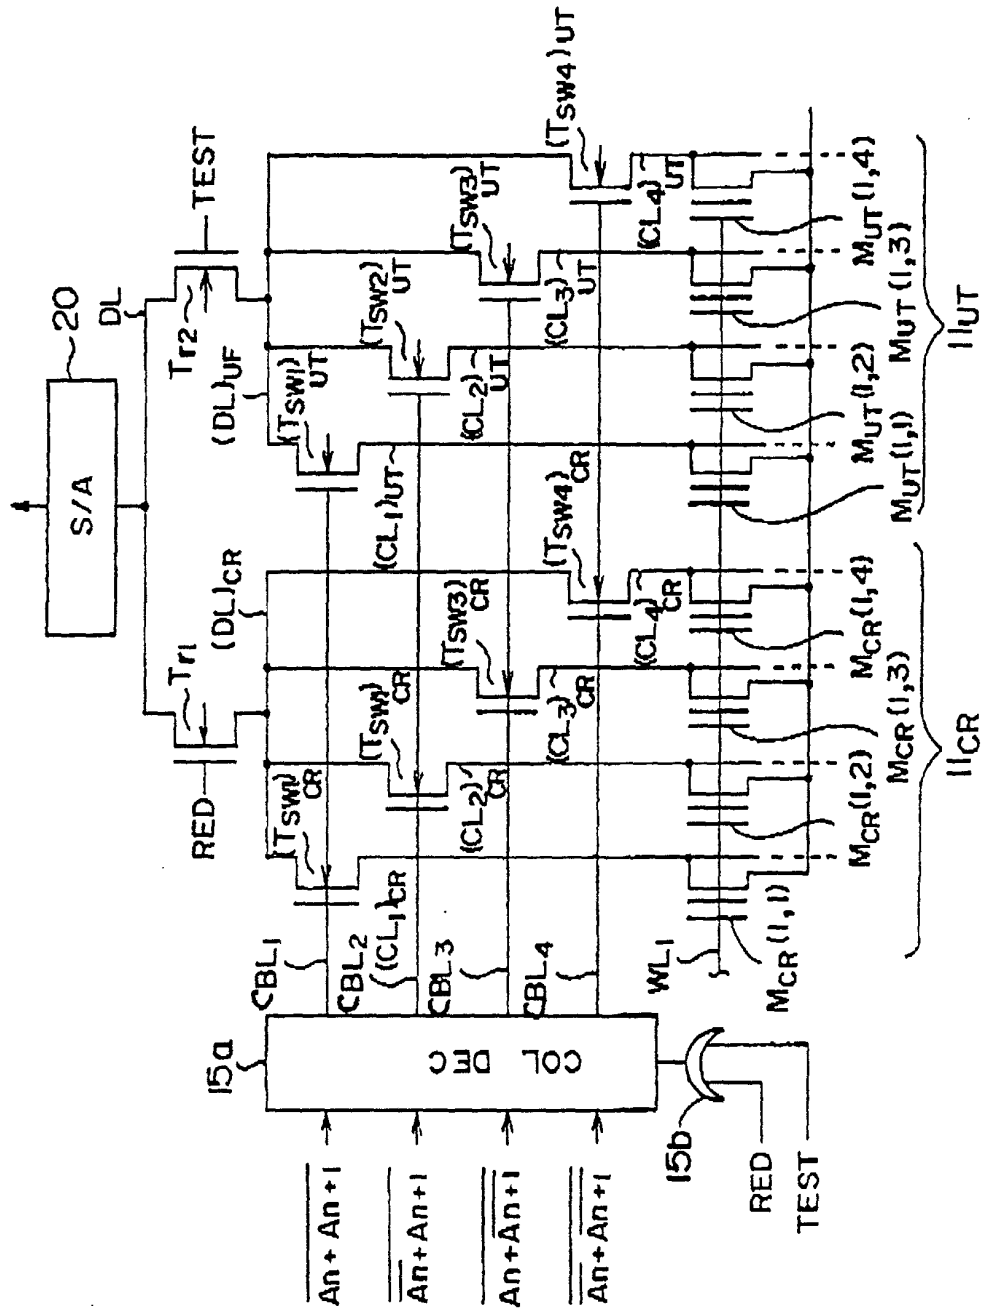 S/A
20
DL
Tr1
Tr2
RED
TEST
(DL)CR
(DL)UF
(TSW1)CR
(TSW1)CR
(TSW3)CR
(TSW4)CR
(TSW1)UT
(TSW2)UT
(TSW3)UT
(TSW4)UT
15a
COL DEC
CBL1
CBL2
CBL3
CBL4
(CL1)CR
(CL2)CR
(CL3)CR
(CL4)CR
(CL1)UT
(CL2)UT
(CL3)UT
(CL4)UT
An+An+1
An+An+1
An+An+1
An+An+1
WL1
15b
RED
TEST
MCR(1,1)
MCR(1,2)
MCR(1,3)
MCR(1,4)
MUT(1,1)
MUT(1,2)
MUT(1,3)
MUT(1,4)
11CR
11UT